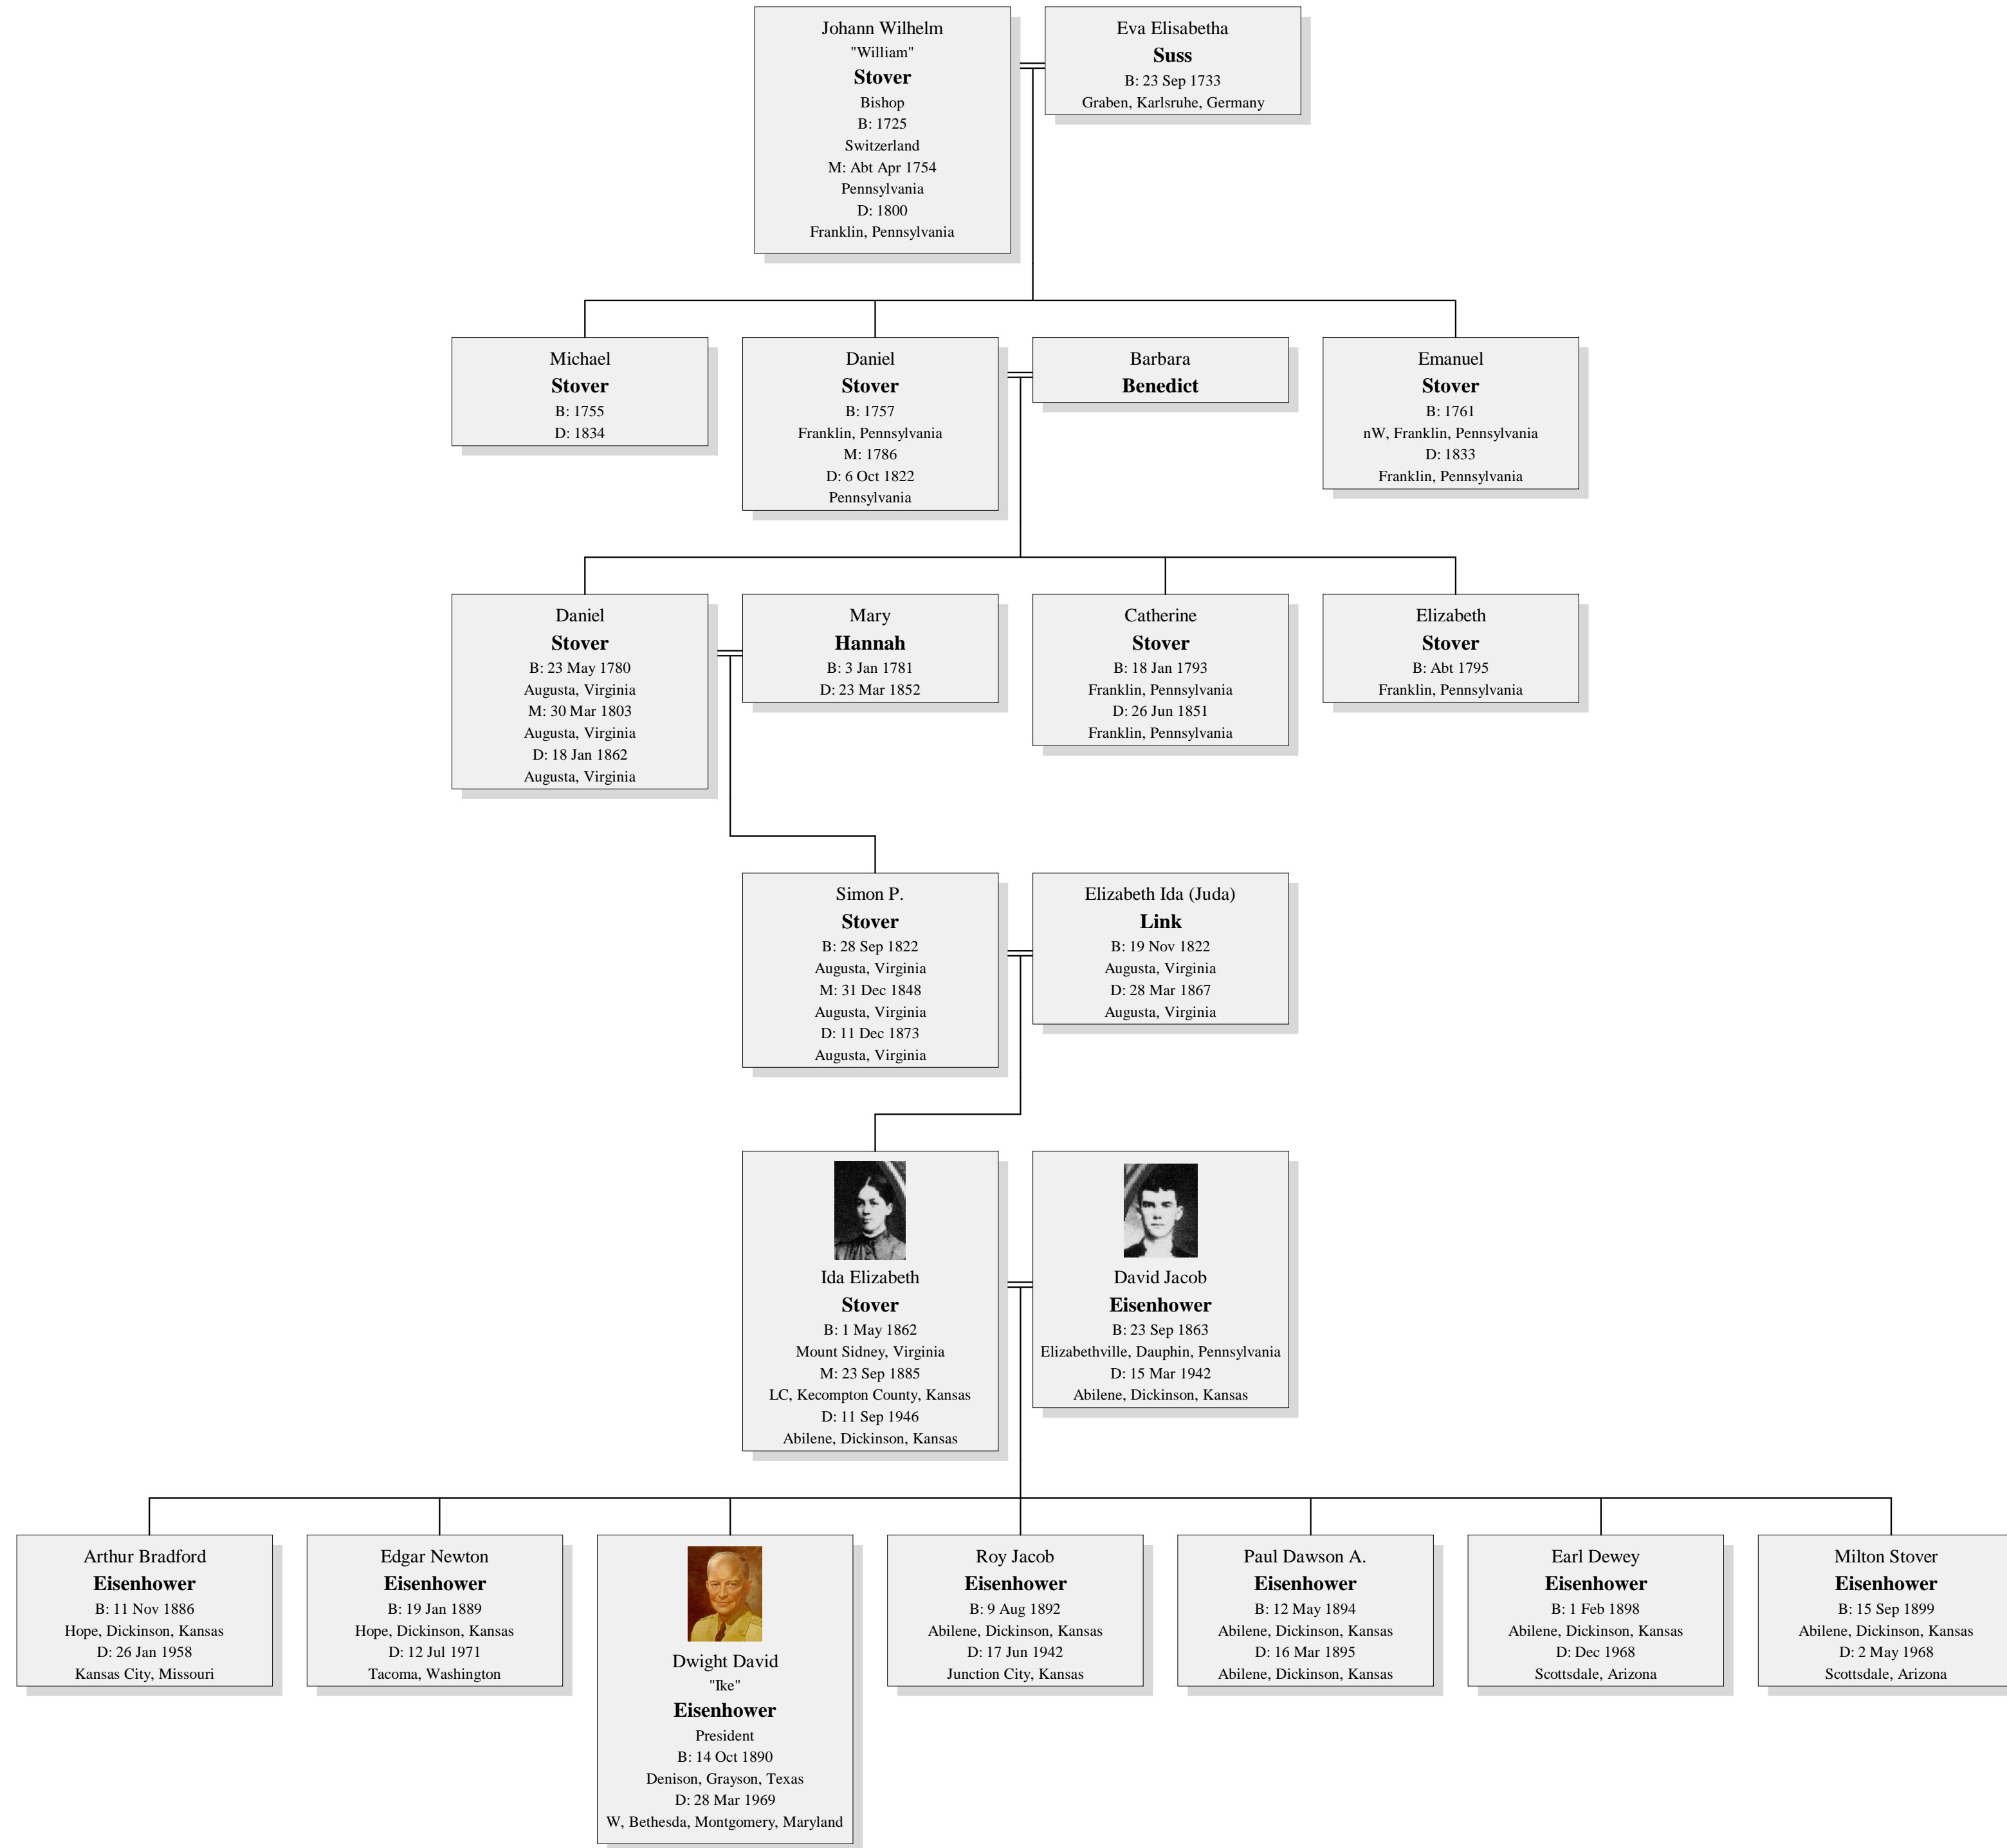 Johann Wilhelm
"William"
Stover
Bishop
B: 1725
Switzerland
M: Abt Apr 1754
Pennsylvania
D: 1800
Franklin, Pennsylvania
Eva Elisabetha
Suss
B: 23 Sep 1733
Graben, Karlsruhe, Germany
Michael
Stover
B: 1755
D: 1834
Daniel
Stover
B: 1757
Franklin, Pennsylvania
M: 1786
D: 6 Oct 1822
Pennsylvania
Barbara
Benedict
Emanuel
Stover
B: 1761
nW, Franklin, Pennsylvania
D: 1833
Franklin, Pennsylvania
Daniel
Stover
B: 23 May 1780
Augusta, Virginia
M: 30 Mar 1803
Augusta, Virginia
D: 18 Jan 1862
Augusta, Virginia
Mary
Hannah
B: 3 Jan 1781
D: 23 Mar 1852
Catherine
Stover
B: 18 Jan 1793
Franklin, Pennsylvania
D: 26 Jun 1851
Franklin, Pennsylvania
Elizabeth
Stover
B: Abt 1795
Franklin, Pennsylvania
Simon P.
Stover
B: 28 Sep 1822
Augusta, Virginia
M: 31 Dec 1848
Augusta, Virginia
D: 11 Dec 1873
Augusta, Virginia
Elizabeth Ida (Juda)
Link
B: 19 Nov 1822
Augusta, Virginia
D: 28 Mar 1867
Augusta, Virginia
Ida Elizabeth
Stover
B: 1 May 1862
Mount Sidney, Virginia
M: 23 Sep 1885
LC, Kecompton County, Kansas
D: 11 Sep 1946
Abilene, Dickinson, Kansas
David Jacob
Eisenhower
B: 23 Sep 1863
Elizabethville, Dauphin, Pennsylvania
D: 15 Mar 1942
Abilene, Dickinson, Kansas
Arthur Bradford
Eisenhower
B: 11 Nov 1886
Hope, Dickinson, Kansas
D: 26 Jan 1958
Kansas City, Missouri
Edgar Newton
Eisenhower
B: 19 Jan 1889
Hope, Dickinson, Kansas
D: 12 Jul 1971
Tacoma, Washington
Dwight David
"Ike"
Eisenhower
President
B: 14 Oct 1890
Denison, Grayson, Texas
D: 28 Mar 1969
W, Bethesda, Montgomery, Maryland
Roy Jacob
Eisenhower
B: 9 Aug 1892
Abilene, Dickinson, Kansas
D: 17 Jun 1942
Junction City, Kansas
Paul Dawson A.
Eisenhower
B: 12 May 1894
Abilene, Dickinson, Kansas
D: 16 Mar 1895
Abilene, Dickinson, Kansas
Earl Dewey
Eisenhower
B: 1 Feb 1898
Abilene, Dickinson, Kansas
D: Dec 1968
Scottsdale, Arizona
Milton Stover
Eisenhower
B: 15 Sep 1899
Abilene, Dickinson, Kansas
D: 2 May 1968
Scottsdale, Arizona